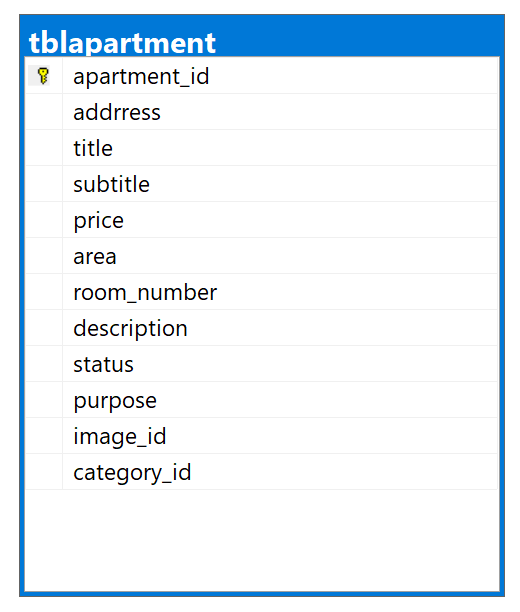 tblapartment
apartment_id
addrress
title
subtitle
price
area
room_number
description
status
purpose
image_id
category_id